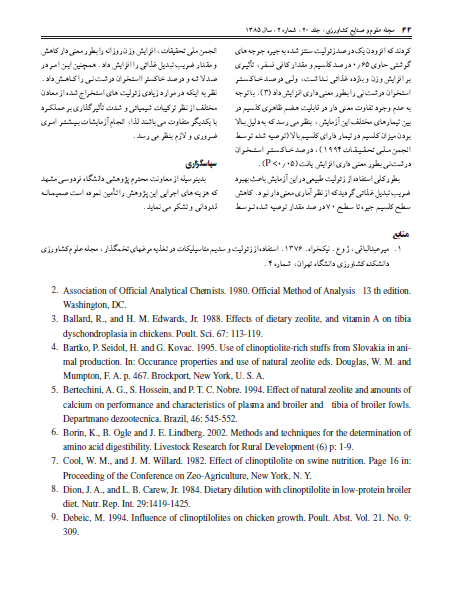 ۴۴ مجله علوم و صنایع کشاورزی، جلد ۲۰، شماره ۲، سال ۱۳۸۵
کردند که افزودن یک درصد زئولیت سنتز شده به جیره جوجه های
گوشتی حاوی ۰/۶۵ درصد کلسیم و مقدار کافی فسفر، تأثیری
بر افزایش وزن و بازده غذائی نداشت، ولی درصد خاکستر
استخوان درشت نی را بطور معنی داری افزایش داد (۳). با توجه
به عدم وجود تفاوت معنی دار در قابلیت هضم ظاهری کلسیم در
بین تیمارهای مختلف این آزمایش، بنظر می رسد که به دلیل بالا
بودن میزان کلسیم در تیمار دارای کلسیم بالا (توصیه شده توسط
انجمن ملی تحقیقات ۱۹۹۴)، درصد خاکستر استخوان
درشت نی بطور معنی داری افزایش یافت (P<۰/۰۵).
بطور کلی استفاده از زئولیت طبیعی در این آزمایش باعث بهبود
ضریب تبدیل غذائی گردید که از نظر آماری معنی دار نبود. کاهش
سطح کلسیم جیره تا سطح ۷۰ درصد مقدار توصیه شده توسط
انجمن ملی تحقیقات، افزایش وزن روزانه را بطور معنی دار کاهش
و مقدار ضریب تبدیل غذائی را افزایش داد. همچنین این امر در
صد لاشه و درصد خاکستر استخوان درشت نی را کاهش داد.
نظر به اینکه در موارد زیادی زئولیت های استخراج شده از معادن
مختلف از نظر ترکیبات شیمیائی و شدت تأثیرگذاری بر عملکرد
با یکدیگر متفاوت می باشند لذا، انجام آزمایشات بیشتر امری
ضروری و لازم بنظر می رسد.
سپاسگزاری
بدینوسیله از معاونت محترم پژوهشی دانشگاه فردوسی مشهد
که هزینه های اجرایی این پژوهش را تأمین نموده است صمیمانه
قدردانی و تشکر می نماید.
منابع
۱. میرعبدالباقی، ژ و ع. نیکخواه. ۱۳۷۶. استفاده از زئولیت و سدیم متاسیلیکات در تغذیه مرغهای تخمگذار، مجله علوم کشاورزی
دانشکده کشاورزی دانشگاه تهران، شماره ۴.
2. Association of Official Analytical Chemists. 1980. Official Method of Analysis 13 th edition.
Washington, DC.
3. Ballard, R., and H. M. Edwards, Jr. 1988. Effects of dietary zeolite, and vitamin A on tibia
dyschondroplasia in chickens. Poult. Sci. 67: 113-119.
4. Bartko, P. Seidol, H. and G. Kovac. 1995. Use of clinoptolite-rich stuffs from Slovakia in ani-
mal production. In: Occurance properties and use of natural zeolite eds. Douglas, W. M. and
Mumpton, F. A. p. 467. Brockport, New York, U. S. A.
5. Bertechini, A. G., S. Hossein, and P. T. C. Nobre. 1994. Effect of natural zeolite and amounts of
calcium on performance and characteristics of plasma and broiler and tibia of broiler fowls.
Departmano dezootecnica. Brazil, 46: 545-552.
6. Borin, K., B. Ogle and J. E. Lindberg. 2002. Methods and techniques for the determination of
amino acid digestibility. Livestock Research for Rural Development (6) p: 1-9.
7. Cool, W. M., and J. M. Willard. 1982. Effect of clinoptilolite on swine nutrition. Page 16 in:
Proceeding of the Conference on Zeo-Agriculture, New York, N. Y.
8. Dion, J. A., and L. B. Carew, Jr. 1984. Dietary dilution with clinoptilolite in low-protein broiler
diet. Nutr. Rep. Int. 29:1419-1425.
9. Debeic, M. 1994. Influence of clinoptilolites on chicken growth. Poult. Abst. Vol. 21. No. 9:
309.